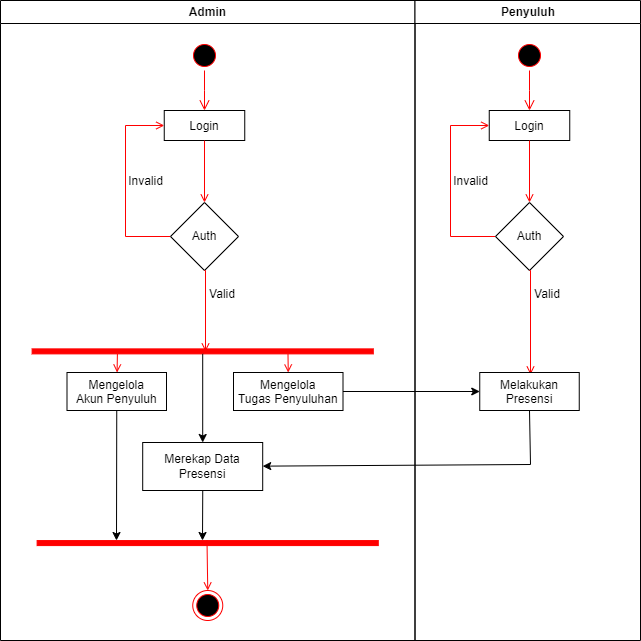 Admin
Penyuluh
Login
Login
Invalid
Invalid
Auth
Auth
Valid
Valid
Mengelola
Akun Penyuluh
Mengelola
Tugas Penyuluhan
Melakukan
Presensi
Merekap Data
Presensi